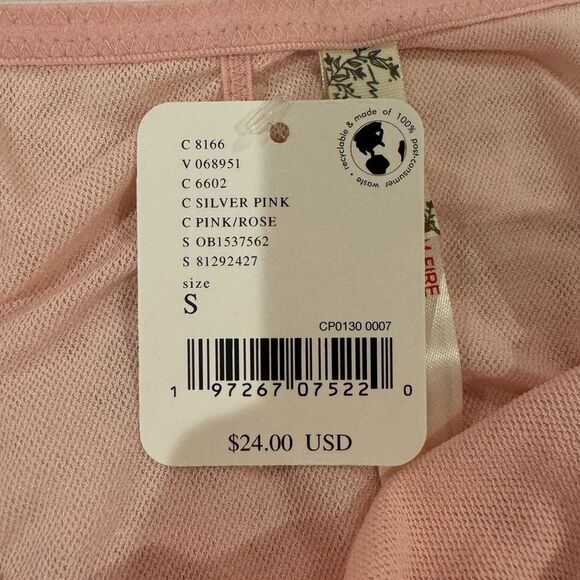 C 8166
V 068951
C 6602
C SILVER PINK
C PINK/ROSE
S OB1537562
S 81292427
size
S
recyclable & made of 100% post-consumer waste •
CP0130 0007
1 97267 07522 0
$24.00 USD
FIRE